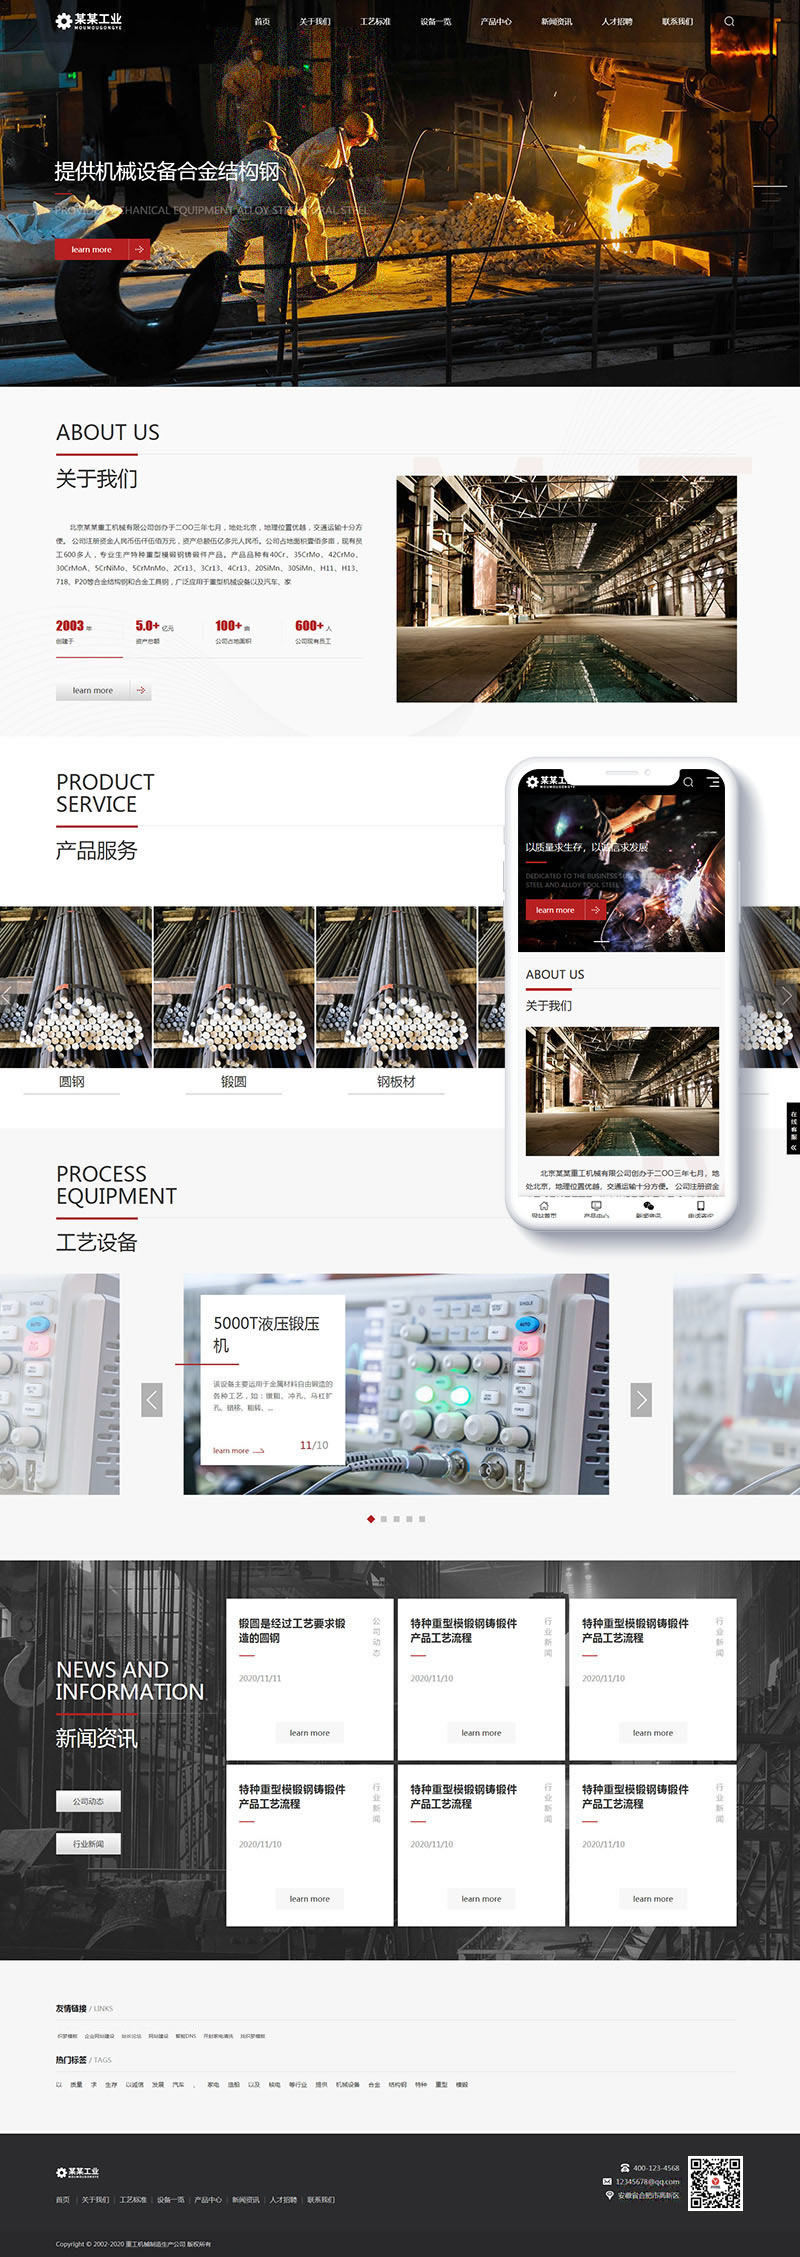 某某工业
MOUMOUGONGYE
首页 关于我们 工艺标准 设备一览 产品中心 新闻资讯 人才招聘 联系我们
提供机械设备合金结构钢
PROVIDE MECHANICAL EQUIPMENT ALLOY STRUCTURAL STEEL
learn more
ABOUT US
关于我们
北京某某重工机械有限公司创办于二OO三年七月，地处北京，地理位置优越，交通运输十分方
便。 公司注册资金人民币伍仟伍佰万元，资产总额伍亿多元人民币。公司占地面积壹佰多亩，现有员
工600多人，专业生产特种重型模锻钢铸锻件产品。产品品种有40Cr、35CrMo、42CrMo、
30CrMoA、5CrNiMo、5CrMnMo、2Cr13、3Cr13、4Cr13、20SiMn、30SiMn、H11、H13、
718、P20等合金结构钢和合金工具钢，广泛应用于重型机械设备以及汽车、家
2003 年 5.0+ 亿元 100+ 亩 600+ 人
创建于 资产总额 公司占地面积 公司现有员工
learn more
PRODUCT
SERVICE
产品服务
圆钢 锻圆 钢板材
某某工业
MOUMOUGONGYE
以质量求生存，以诚信求发展
DEDICATED TO THE BUSINESS
STEEL AND ALLOY TOOL STEEL
learn more
ABOUT US
关于我们
北京某某重工机械有限公司创办于二OO三年七月，地
处北京，地理位置优越，交通运输十分方便。 公司注册资金
网站首页 产品中心 新闻资讯 电话咨询
在线客服
PROCESS
EQUIPMENT
工艺设备
5000T液压锻压
机
该设备主要运用于金属材料自由锻造的
各种工艺，如：镦粗、冲孔、马杠扩
孔、错移、粗砖、...
learn more 11/10
NEWS AND
INFORMATION
新闻资讯
公司动态
行业新闻
锻圆是经过工艺要求锻
造的圆钢
公司动态
2020/11/11
learn more
特种重型模锻钢铸锻件
产品工艺流程
行业新闻
2020/11/10
learn more
特种重型模锻钢铸锻件
产品工艺流程
行业新闻
2020/11/10
learn more
特种重型模锻钢铸锻件
产品工艺流程
行业新闻
2020/11/10
learn more
特种重型模锻钢铸锻件
产品工艺流程
行业新闻
2020/11/10
learn more
特种重型模锻钢铸锻件
产品工艺流程
行业新闻
2020/11/10
learn more
友情链接 / LINKS
织梦模板 企业网站建设 站长论坛 网站建设 智能DNS 找织梦模板
热门标签 / TAGS
以 质量 求 生存 以诚信 发展 汽车 、 家电 造船 以及 核电 等行业 提供 机械设备 合金 结构钢 特种 重型 模锻
某某工业
MOUMOUGONGYE
首页 | 关于我们 | 工艺标准 | 设备一览 | 产品中心 | 新闻资讯 | 人才招聘 | 联系我们
400-123-4568
12345678@qq.com
安徽省合肥市高新区
Copyright © 2002-2020 重工机械制造生产公司 版权所有